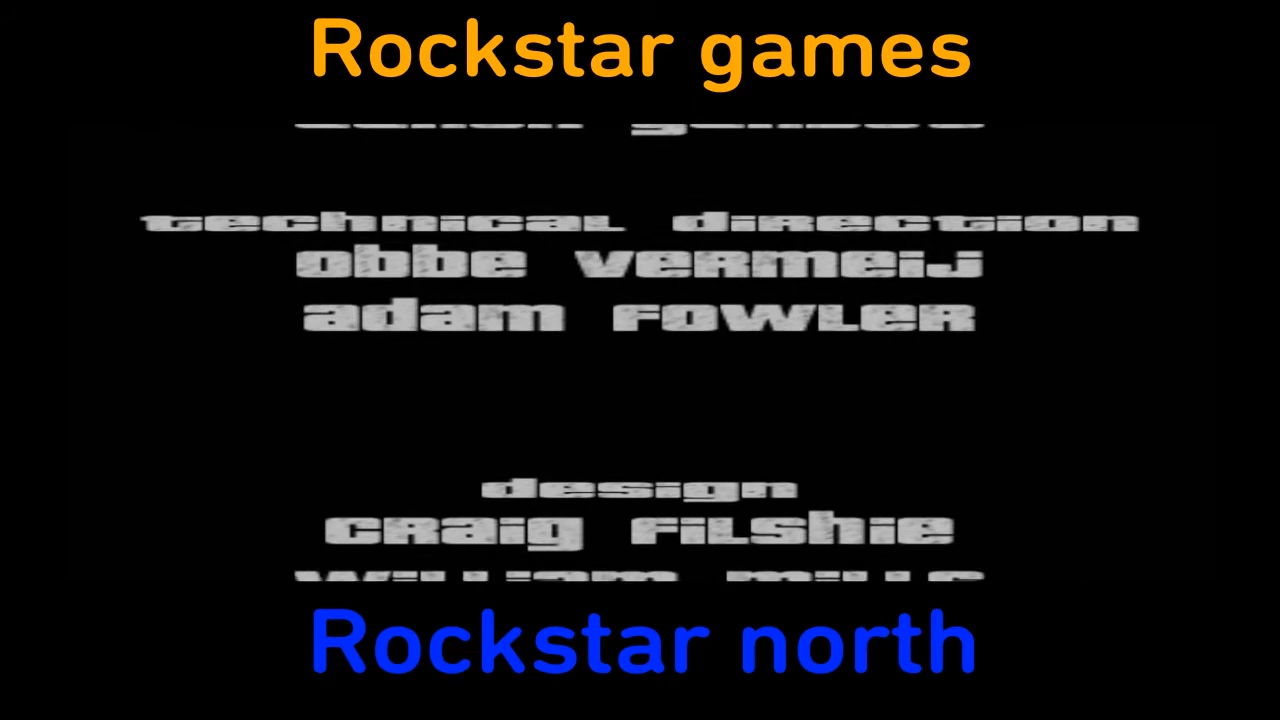 Rockstar games
technical direction
obbe vermeij
adam fowler
design
craig filshie
Rockstar north